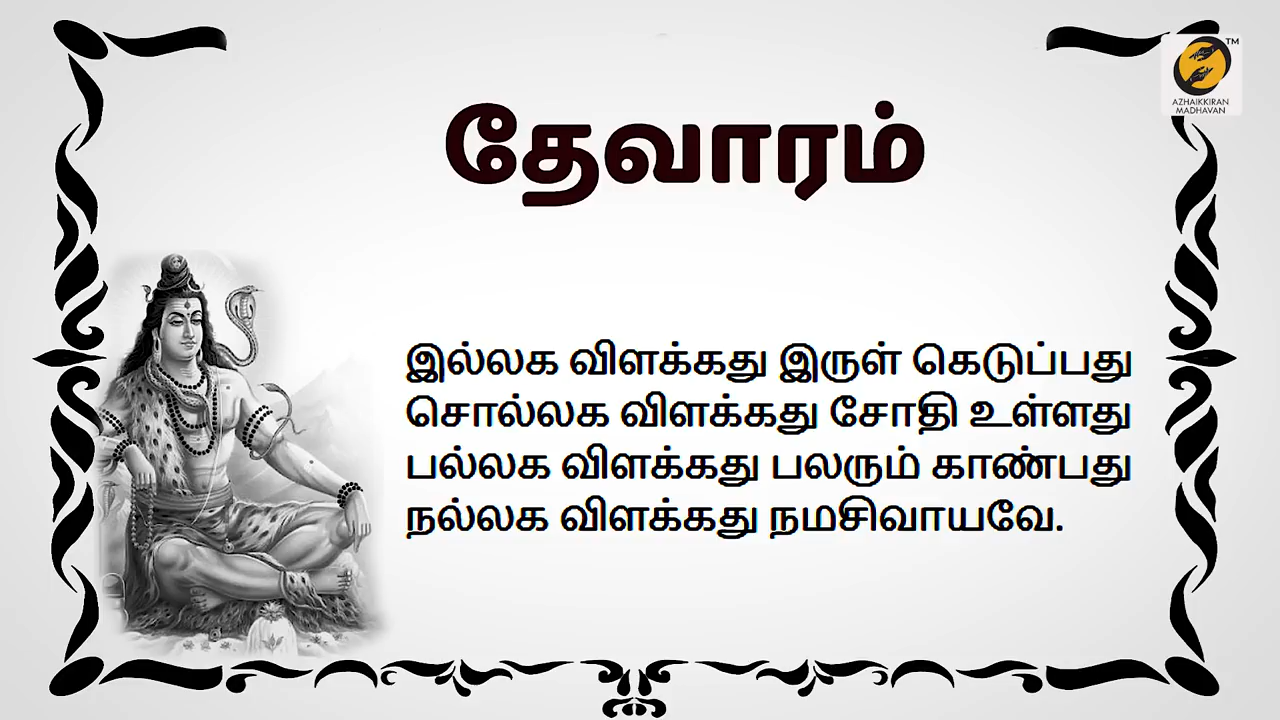 AZHAIKKIRAN
MADHAVAN
TM
தேவாரம்
இல்லக விளக்கது இருள் கெடுப்பது
சொல்லக விளக்கது சோதி உள்ளது
பல்லக விளக்கது பலரும் காண்பது
நல்லக விளக்கது நமசிவாயவே.